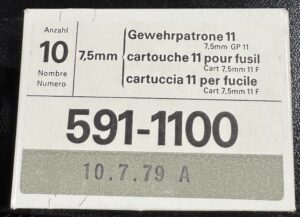 Anzahl
10
Nombre
Numero
7,5mm
Gewehrpatrone 11
7,5mm GP 11
cartouche 11 pour fusil
Cart 7,5mm 11 F
cartuccia 11 per fucile
Cart 7,5mm 11 F
591-1100
10.7.79 A